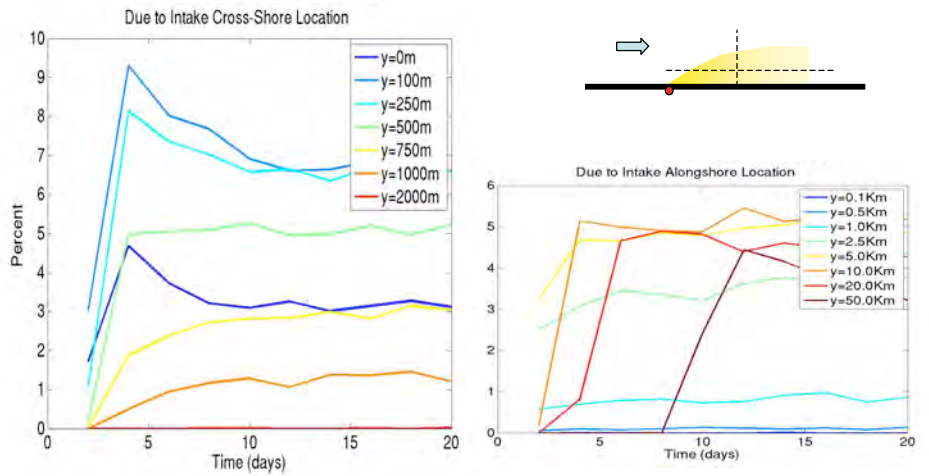 Due to Intake Cross-Shore Location
10
9
8
7
6
5
4
3
2
1
0
Percent
y=0m
y=100m
y=250m
y=500m
y=750m
y=1000m
y=2000m
0
5
10
15
20
Time (days)
Due to Intake Alongshore Location
6
5
4
3
2
1
0
y=0.1Km
y=0.5Km
y=1.0Km
y=2.5Km
y=5.0Km
y=10.0Km
y=20.0Km
y=50.0Km
5
10
15
20
Time (days)